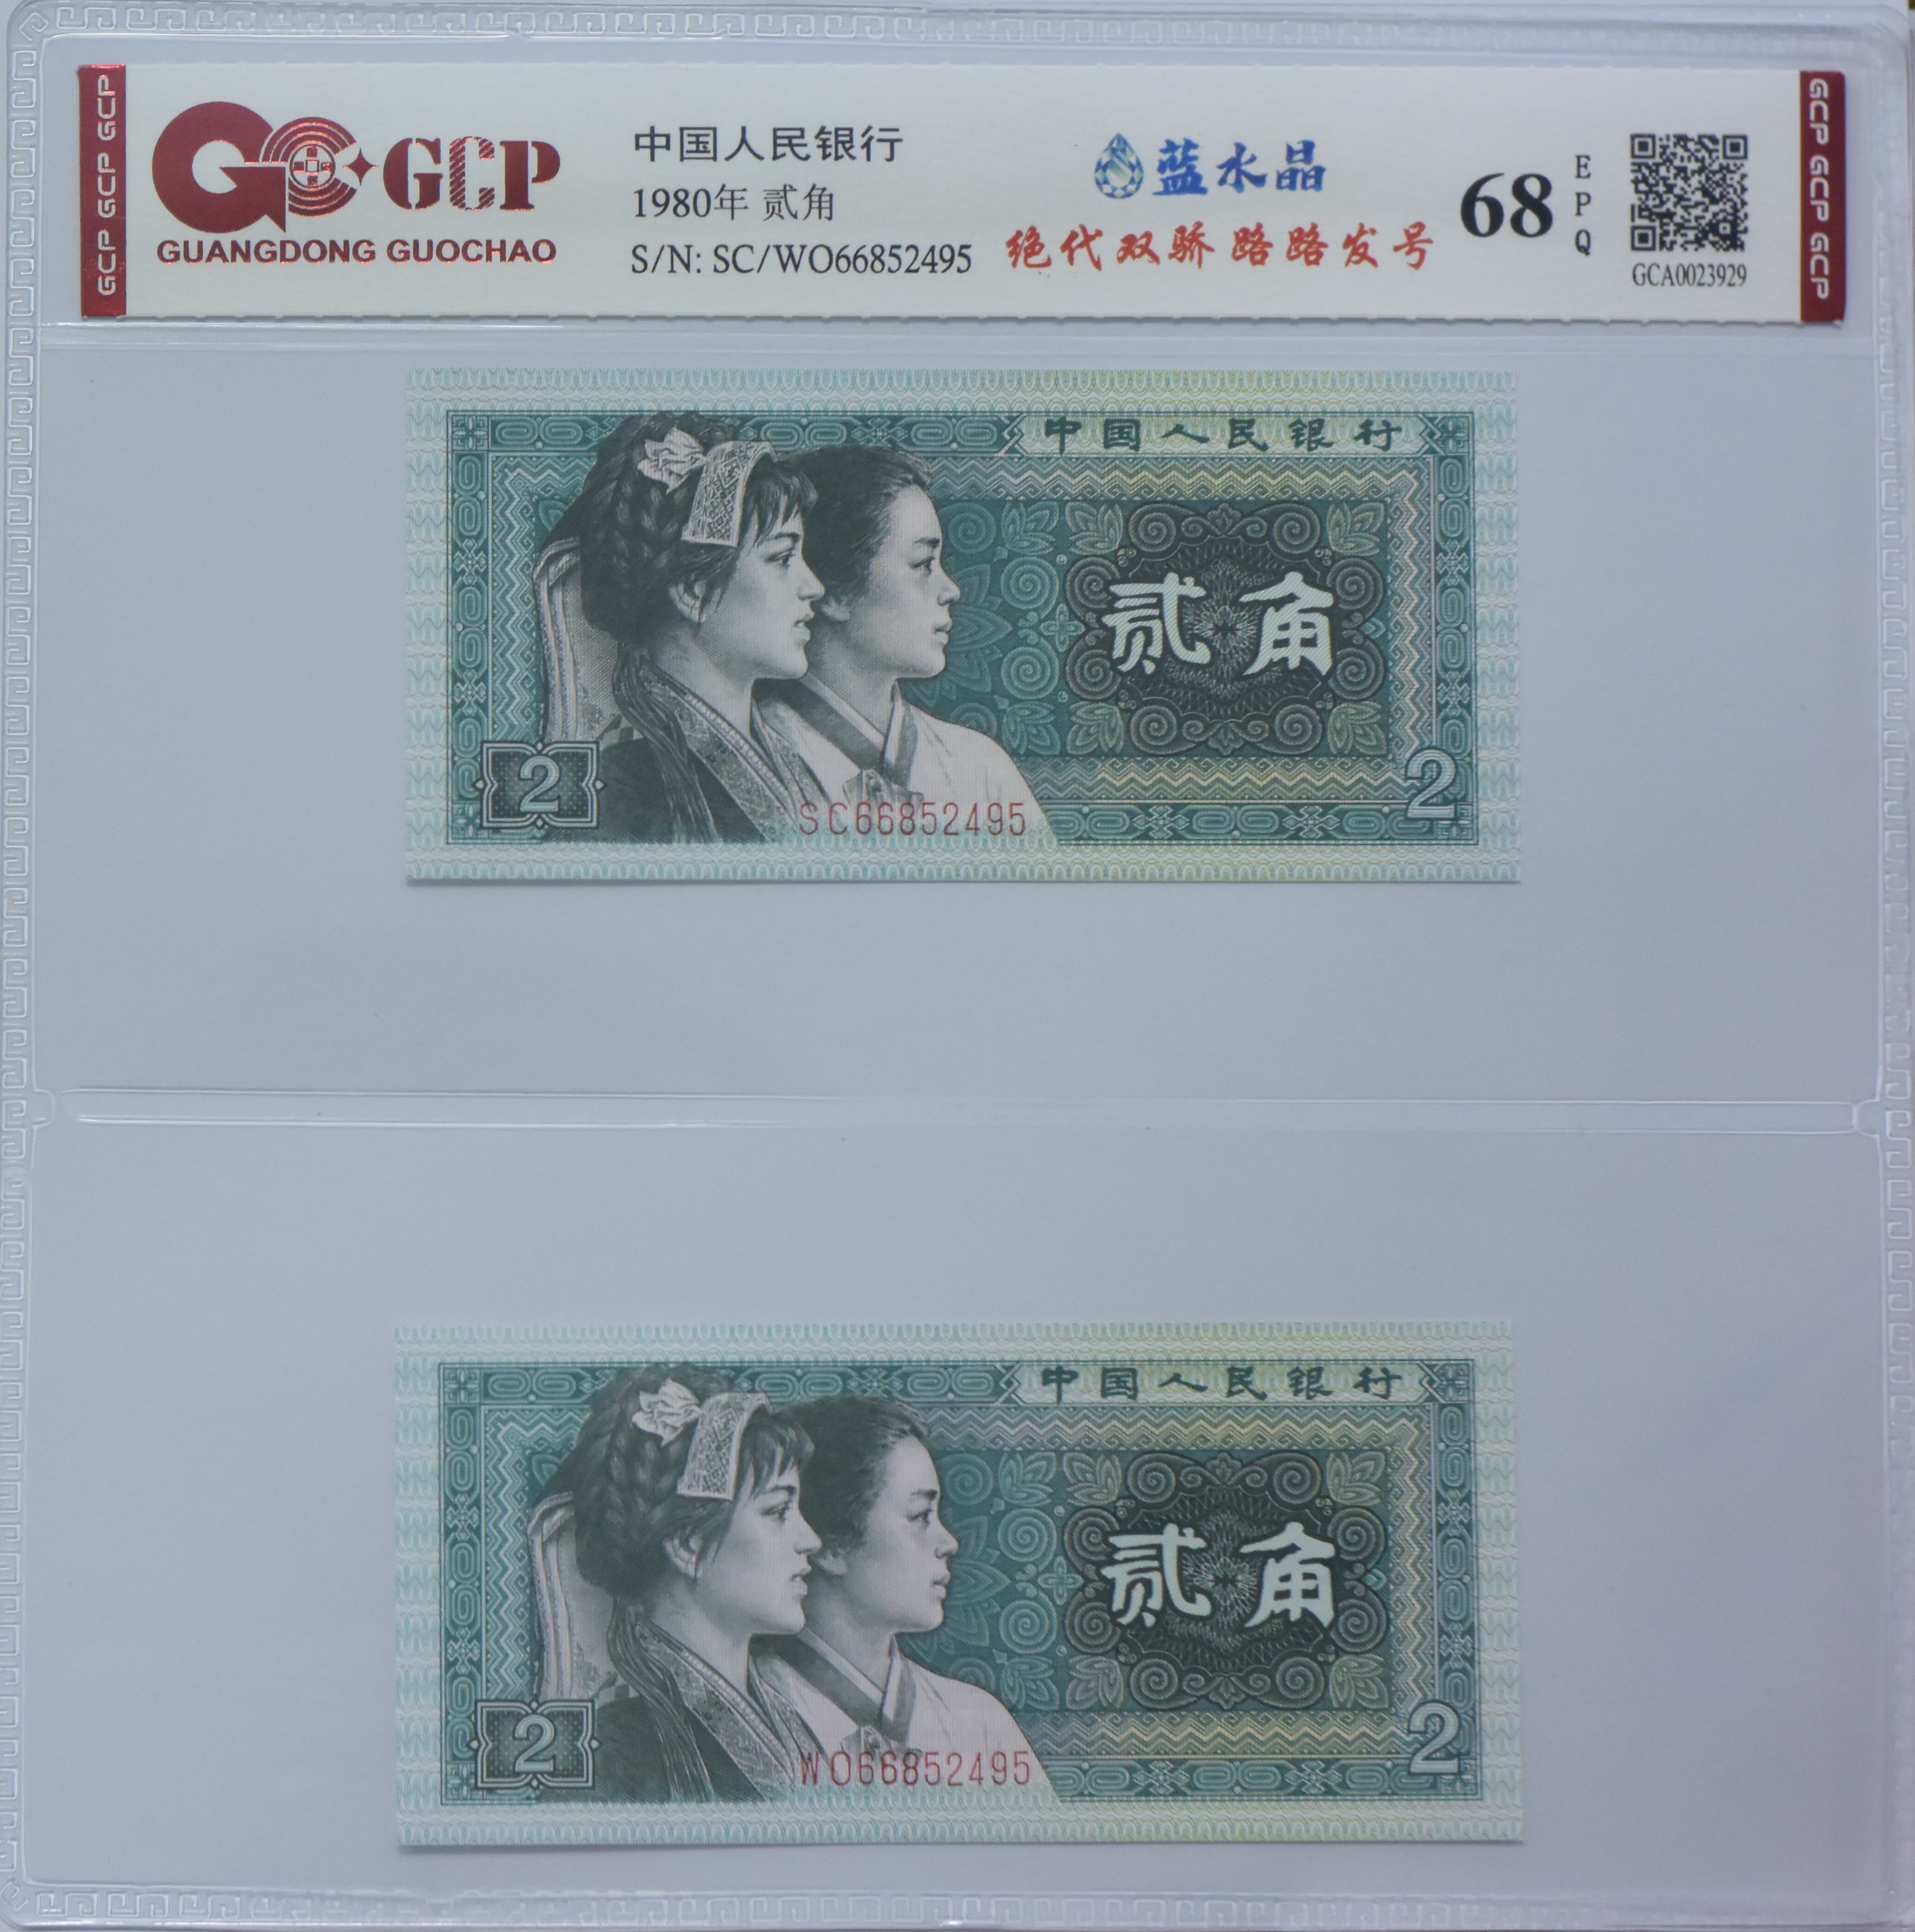 GCP GCP GCP
GCP
GUANGDONG GUOCHAO
中国人民银行
1980年 贰角
S/N: SC/WO66852495
蓝水晶
绝代双骄 路路发号
68
E
P
Q
GCA0023929
GCP GCP GCP
中国人民银行
贰角
2
SC66852495
2
中国人民银行
贰角
2
WO66852495
2